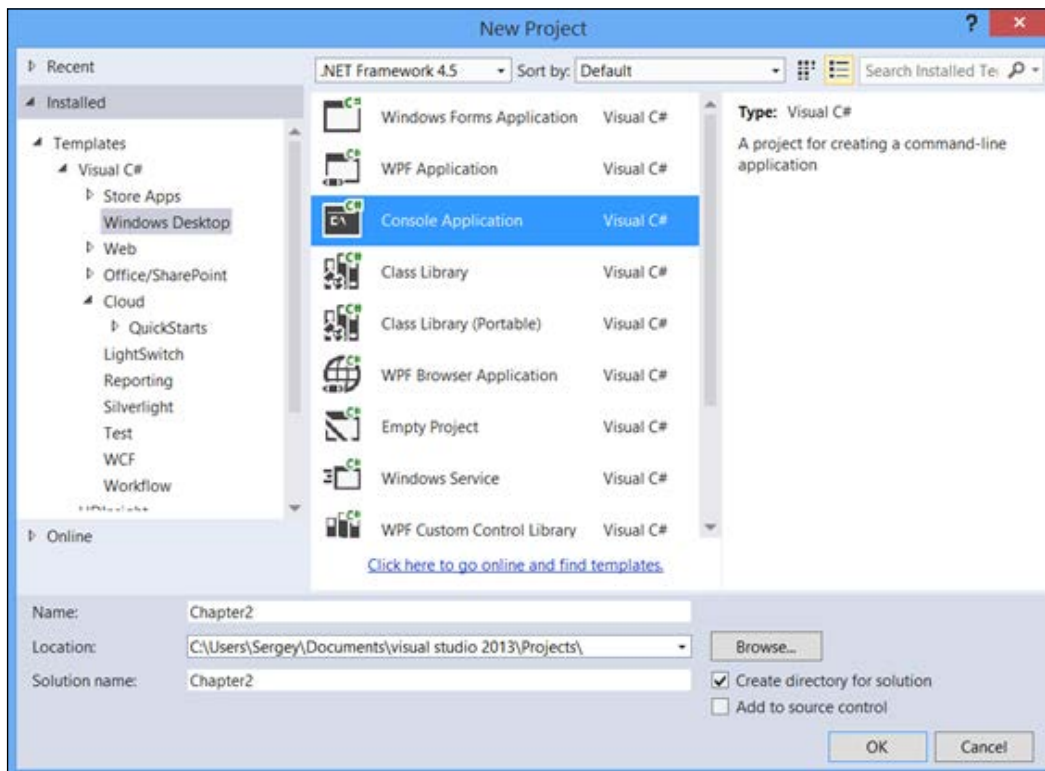 New Project
? ×
Recent
Installed
Templates
Visual C#
Store Apps
Windows Desktop
Web
Office/SharePoint
Cloud
QuickStarts
LightSwitch
Reporting
Silverlight
Test
WCF
Workflow
Online
.NET Framework 4.5 Sort by: Default
Search Installed Te
Windows Forms Application Visual C#
WPF Application Visual C#
Console Application Visual C#
Class Library Visual C#
Class Library (Portable) Visual C#
WPF Browser Application Visual C#
Empty Project Visual C#
Windows Service Visual C#
WPF Custom Control Library Visual C#
Click here to go online and find templates.
Type: Visual C#
A project for creating a command-line
application
Name: Chapter2
Location: C:\Users\Sergey\Documents\visual studio 2013\Projects\ Browse...
Solution name: Chapter2
Create directory for solution
Add to source control
OK Cancel